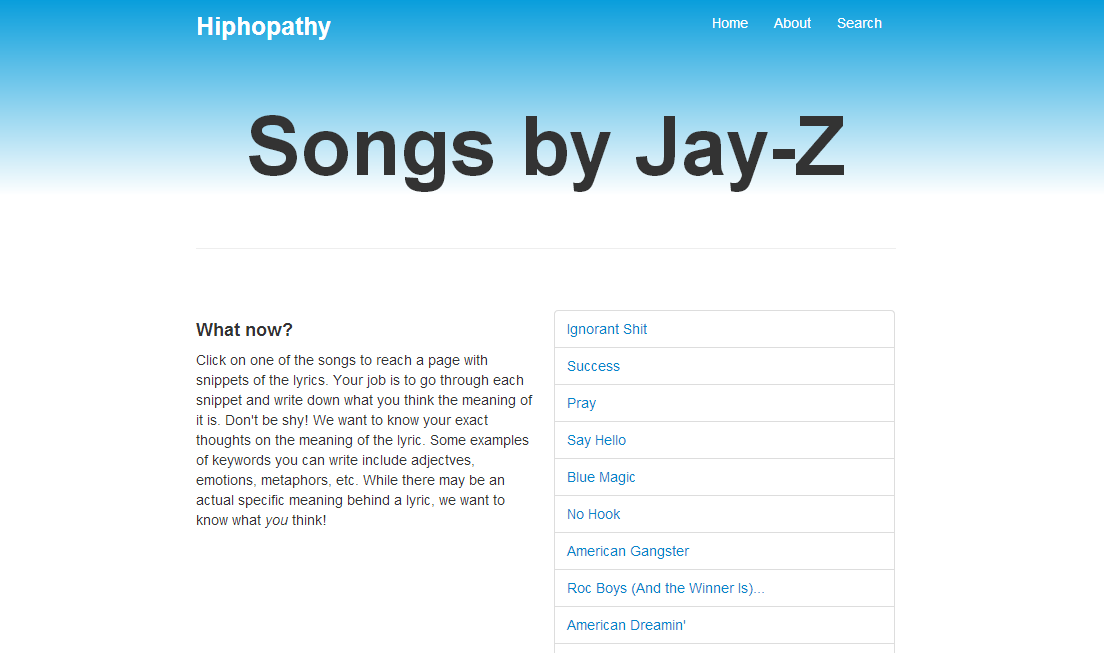 Hiphopathy
Home About Search
Songs by Jay-Z
What now?
Click on one of the songs to reach a page with
snippets of the lyrics. Your job is to go through each
snippet and write down what you think the meaning of
it is. Don't be shy! We want to know your exact
thoughts on the meaning of the lyric. Some examples
of keywords you can write include adjectves,
emotions, metaphors, etc. While there may be an
actual specific meaning behind a lyric, we want to
know what you think!
Ignorant Shit
Success
Pray
Say Hello
Blue Magic
No Hook
American Gangster
Roc Boys (And the Winner Is)...
American Dreamin'